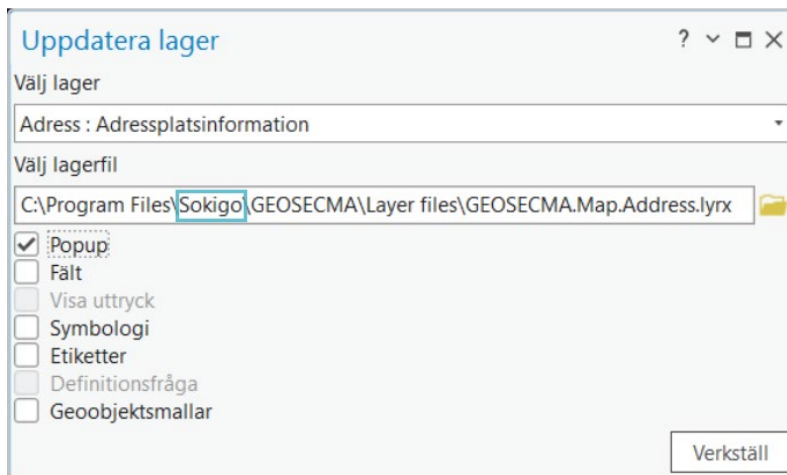 Uppdatera lager
?
Välj lager
Adress : Adressplatsinformation
Välj lagerfil
C:\Program Files\Sokigo\GEOSECMA\Layer files\GEOSECMA.Map.Address.lyrx
Popup
Fält
Visa uttryck
Symbologi
Etiketter
Definitionsfråga
Geoobjektsmallar
Verkställ